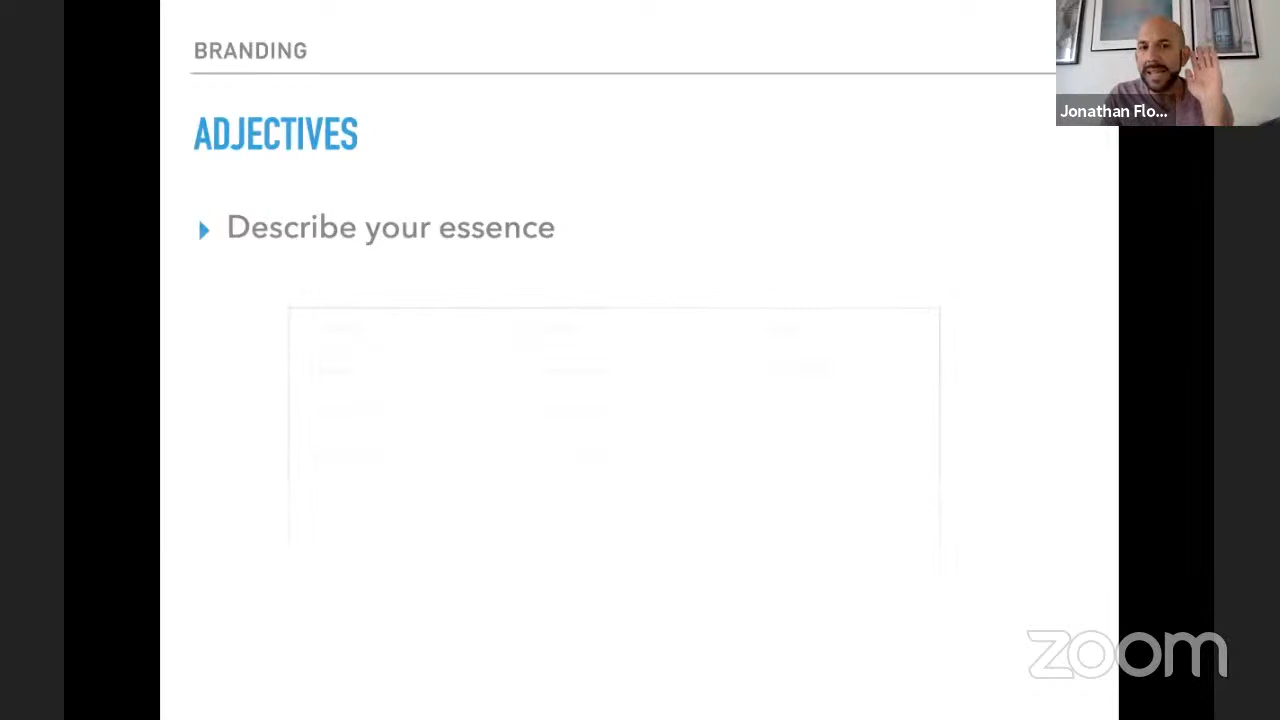 BRANDING
Jonathan Flo...
ADJECTIVES
Describe your essence
zoom